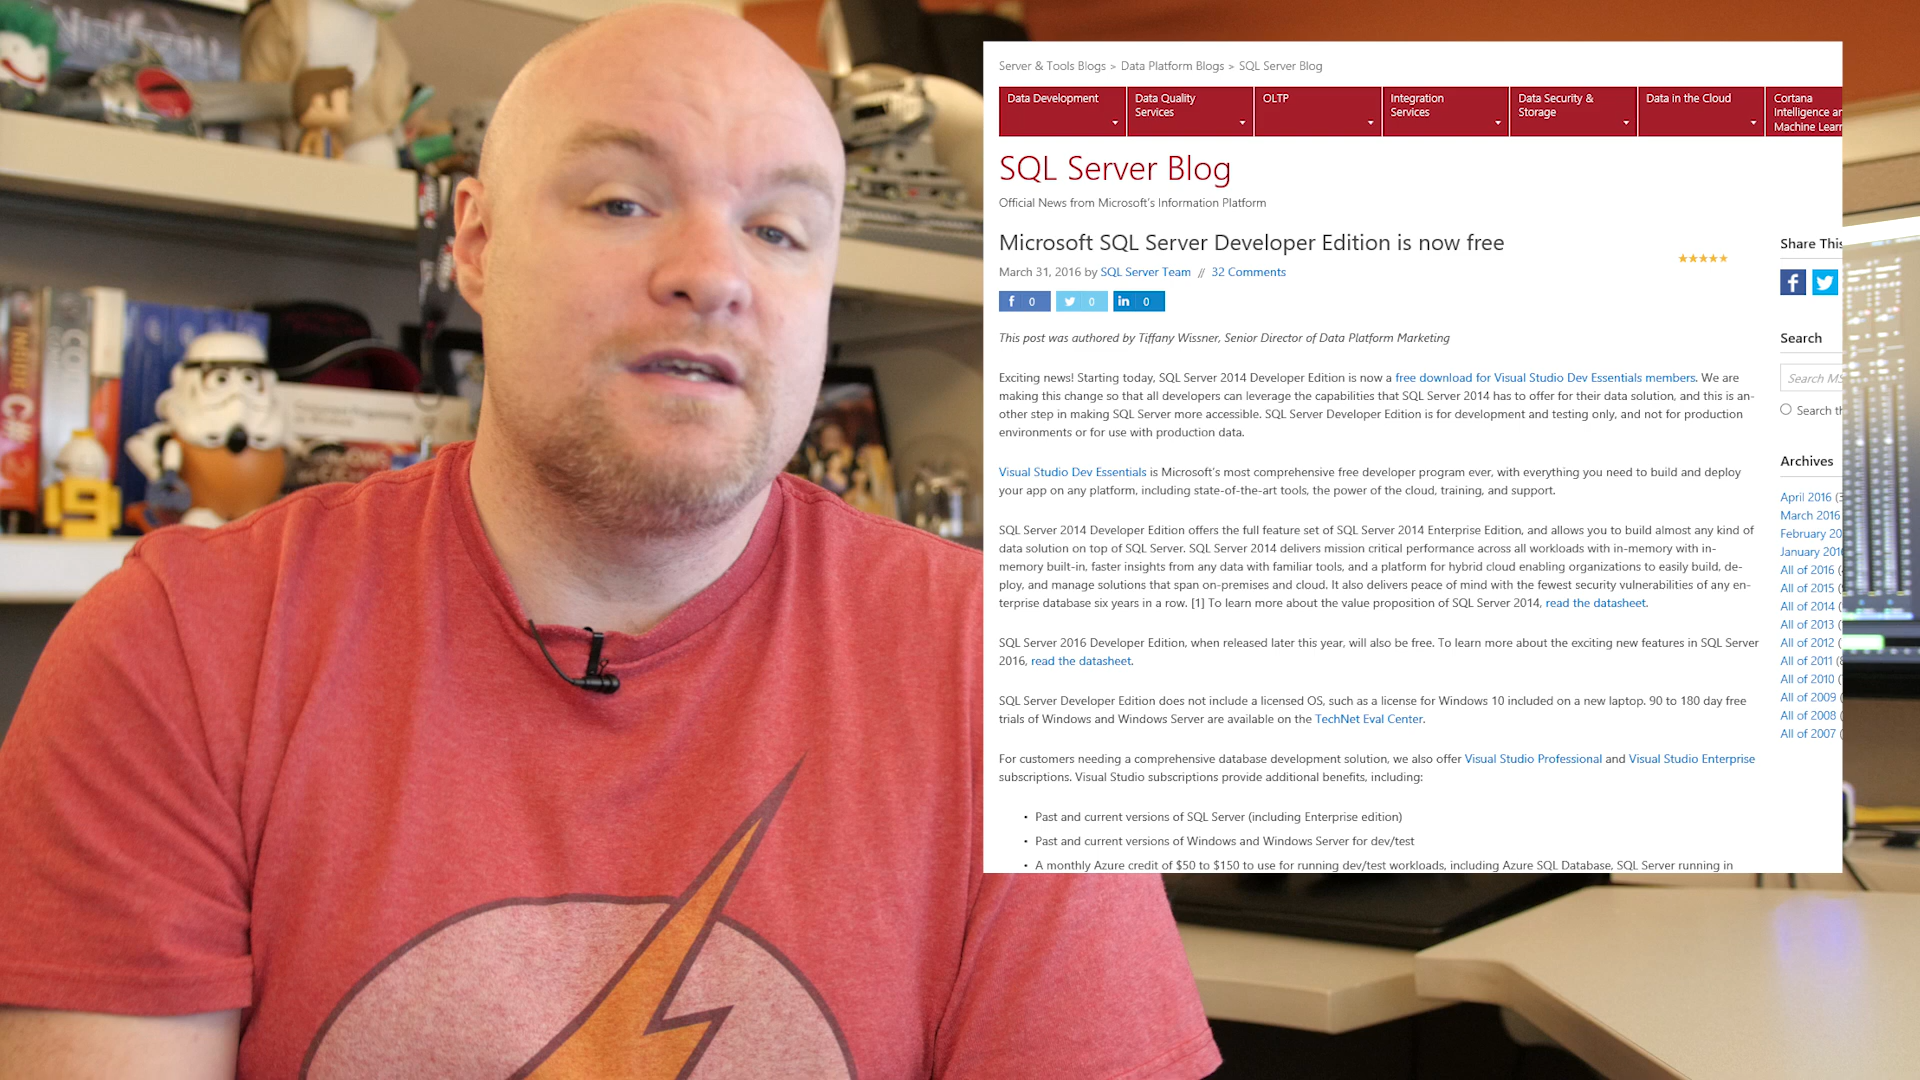 Server & Tools Blogs > Data Platform Blogs > SQL Server Blog
Data Development
Data Quality
Services
OLTP
Integration
Services
Data Security &
Storage
Data in the Cloud
Cortana
Intelligence
Machine
SQL Server Blog
Official News from Microsoft's Information Platform
Microsoft SQL Server Developer Edition is now free
March 31, 2016 by SQL Server Team // 32 Comments
0
0
0
This post was authored by Tiffany Wissner, Senior Director of Data Platform Marketing
Exciting news! Starting today, SQL Server 2014 Developer Edition is now a free download for Visual Studio Dev Essentials members. We are
making this change so that all developers can leverage the capabilities that SQL Server 2014 has to offer for their data solution, and this is an-
other step in making SQL Server more accessible. SQL Server Developer Edition is for development and testing only, and not for production
environments or for use with production data.
Visual Studio Dev Essentials is Microsoft's most comprehensive free developer program ever, with everything you need to build and deploy
your app on any platform, including state-of-the-art tools, the power of the cloud, training, and support.
SQL Server 2014 Developer Edition offers the full feature set of SQL Server 2014 Enterprise Edition, and allows you to build almost any kind of
data solution on top of SQL Server. SQL Server 2014 delivers mission critical performance across all workloads with in-memory with in-
memory built-in, faster insights from any data with familiar tools, and a platform for hybrid cloud enabling organizations to easily build, de-
ploy, and manage solutions that span on-premises and cloud. It also delivers peace of mind with the fewest security vulnerabilities of any en-
terprise database six years in a row. [1] To learn more about the value proposition of SQL Server 2014, read the datasheet.
SQL Server 2016 Developer Edition, when released later this year, will also be free. To learn more about the exciting new features in SQL Server
2016, read the datasheet.
SQL Server Developer Edition does not include a licensed OS, such as a license for Windows 10 included on a new laptop. 90 to 180 day free
trials of Windows and Windows Server are available on the TechNet Eval Center.
For customers needing a comprehensive database development solution, we also offer Visual Studio Professional and Visual Studio Enterprise
subscriptions. Visual Studio subscriptions provide additional benefits, including:
• Past and current versions of SQL Server (including Enterprise edition)
• Past and current versions of Windows and Windows Server for dev/test
• A monthly Azure credit of $50 to $150 to use for running dev/test workloads, including Azure SQL Database, SQL Server running in
Share This
Search
Search
Search
Archives
April 2016
March 2016
February
January
All of 2016
All of 2015
All of 2014
All of 2013
All of 2012
All of 2011
All of 2010
All of 2009
All of 2008
All of 2007
C#